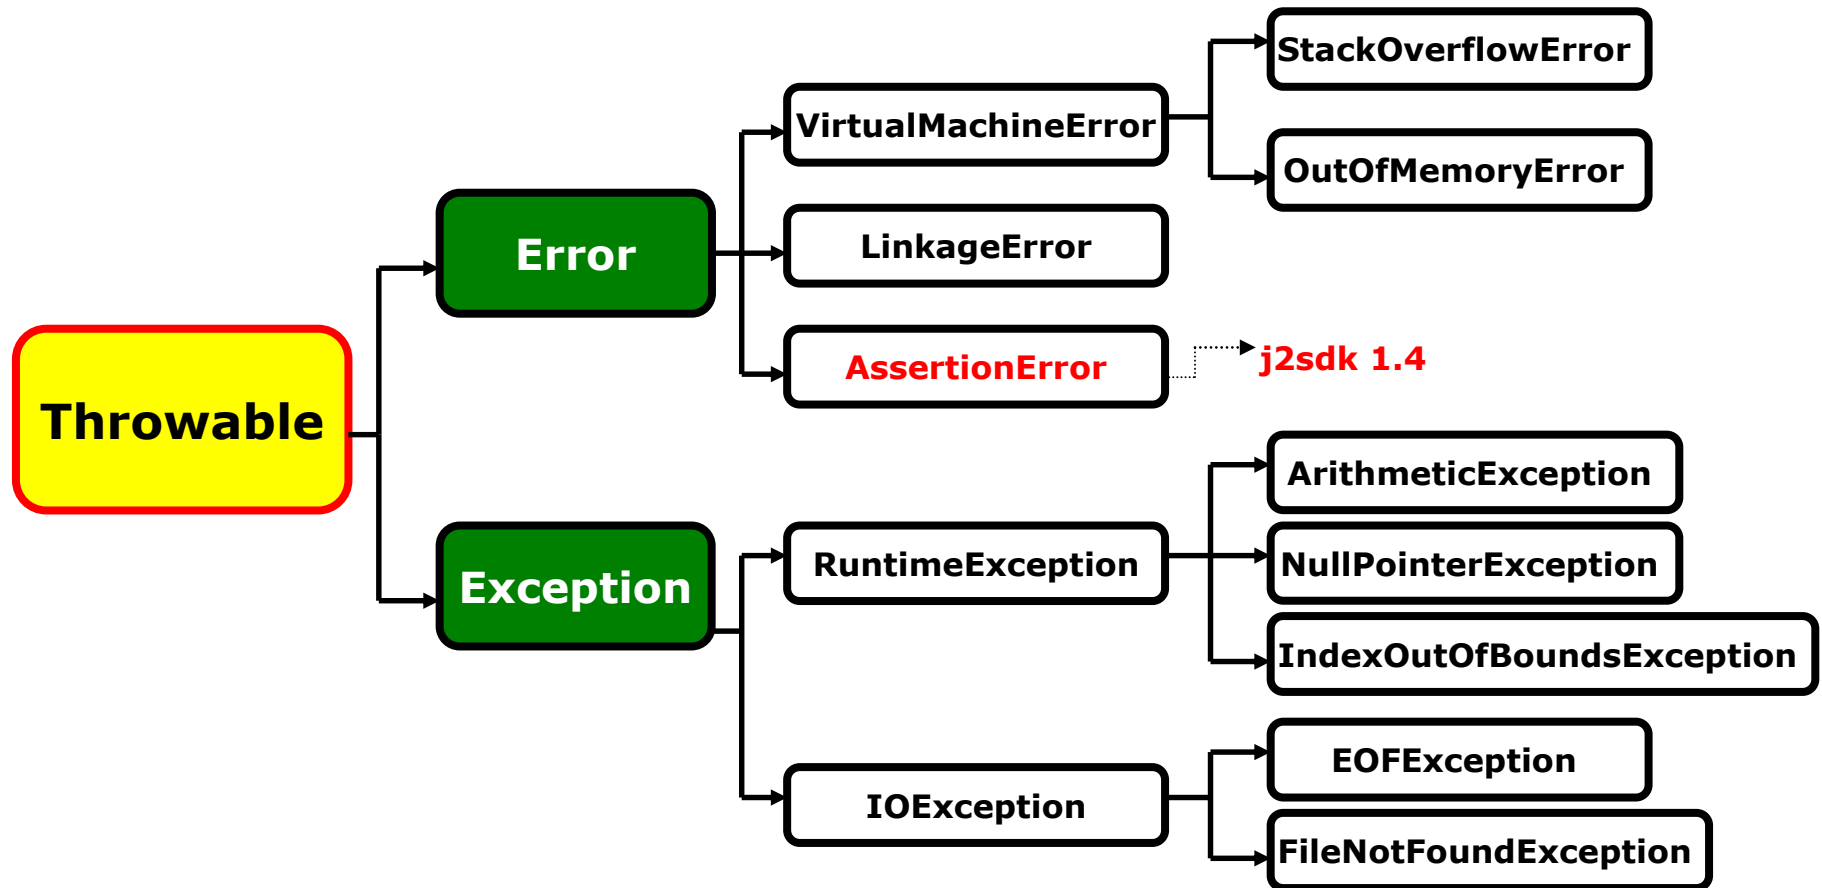 Throwable
Error
VirtualMachineError
StackOverflowError
OutOfMemoryError
LinkageError
AssertionError
j2sdk 1.4
Exception
RuntimeException
ArithmeticException
NullPointerException
IndexOutOfBoundsException
IOException
EOFException
FileNotFoundException